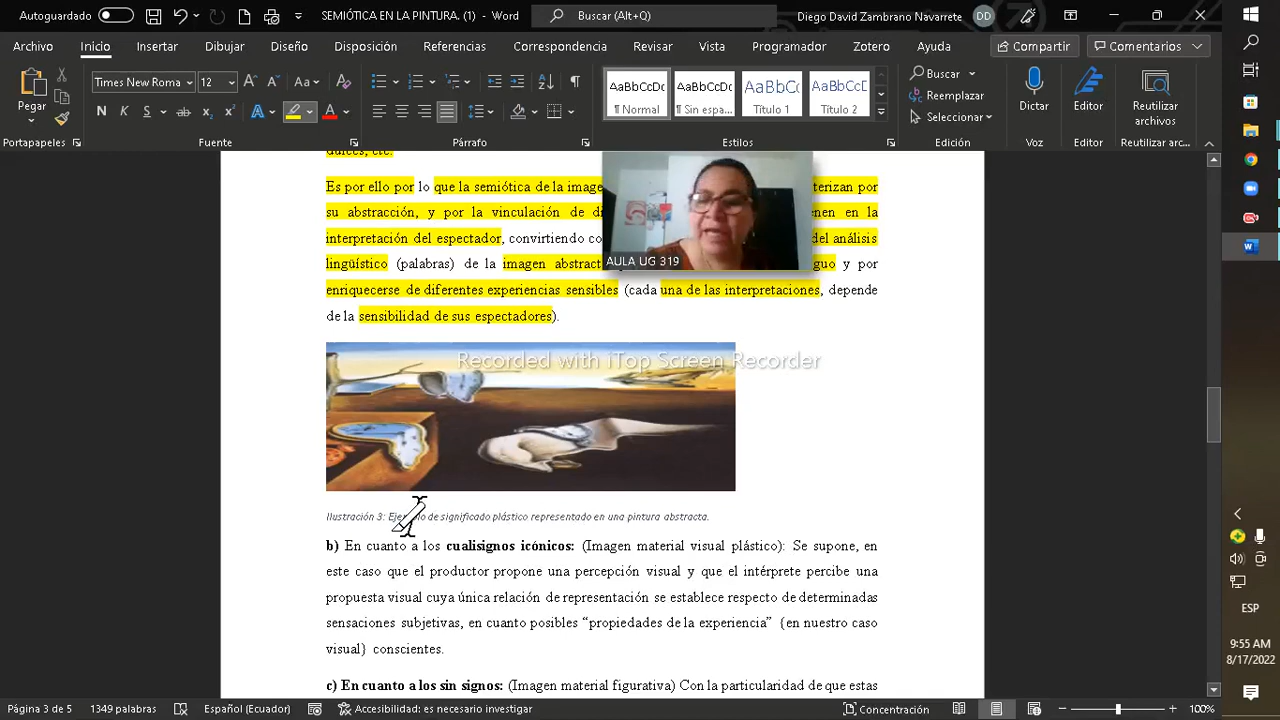 Autoguardado
SEMIÓTICA EN LA PINTURA. (1) - Word
Buscar (Alt+Q)
Diego David Zambrano Navarrete
DD
Archivo
Inicio
Insertar
Dibujar
Diseño
Disposición
Referencias
Correspondencia
Revisar
Vista
Programador
Zotero
Ayuda
Compartir
Comentarios
Pegar
Times New Roma
12
AaBbCcDc
¶ Normal
AaBbCcDc
¶ Sin espa...
AaBbCc
Título 1
AaBbCcD
Título 2
Buscar
Reemplazar
Seleccionar
Dictar
Editor
Reutilizar
archivos
Portapapeles
Fuente
Párrafo
Estilos
Edición
Voz
Editor
Reutilizar ar...
dulces, etc.
Es por ello por lo que la semiótica de la image terizan por
su abstracción, y por la vinculación de di enen en la
interpretación del espectador, convirtiendo co del análisis
lingüístico (palabras) de la imagen abstract guo y por
enriquecerse de diferentes experiencias sensibles (cada una de las interpretaciones, depende
de la sensibilidad de sus espectadores).
AULA UG 319
Recorded with iTop Screen Recorder
Ilustración 3: Ejemplo de significado plástico representado en una pintura abstracta.
b) En cuanto a los cualisignos icónicos: (Imagen material visual plástico): Se supone, en
este caso que el productor propone una percepción visual y que el intérprete percibe una
propuesta visual cuya única relación de representación se establece respecto de determinadas
sensaciones subjetivas, en cuanto posibles “propiedades de la experiencia” {en nuestro caso
visual} conscientes.
c) En cuanto a los sin signos: (Imagen material figurativa) Con la particularidad de que estas
Página 3 de 5
1349 palabras
Español (Ecuador)
Accesibilidad: es necesario investigar
Concentración
100%
ESP
9:55 AM
8/17/2022